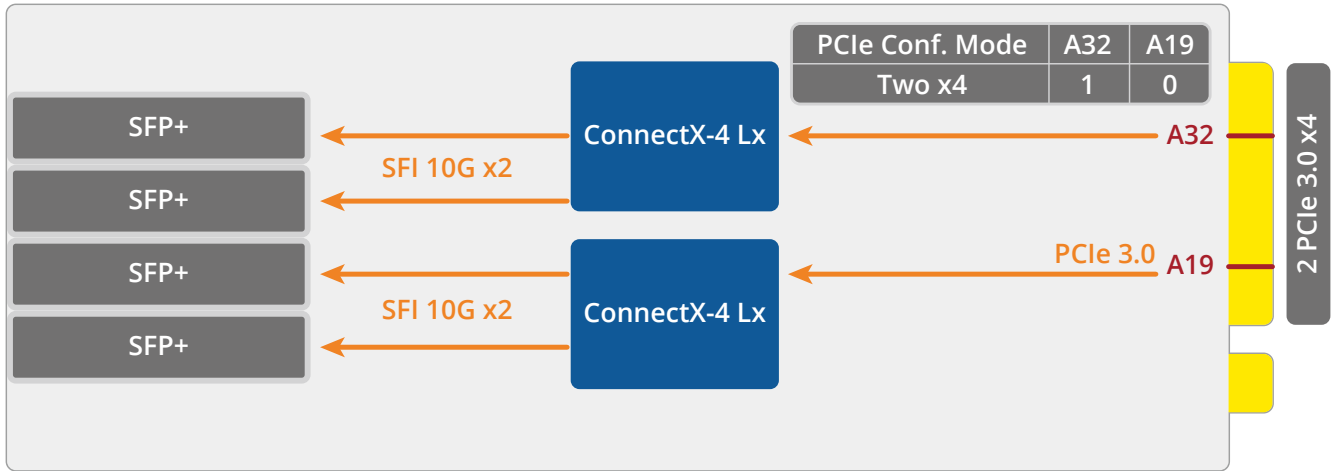 PCIe Conf. Mode A32 A19
Two x4 1 0
SFP+
ConnectX-4 Lx
A32
SFI 10G x2
SFP+
PCIe 3.0
A19
SFP+
SFI 10G x2
ConnectX-4 Lx
SFP+
2 PCIe 3.0 x4